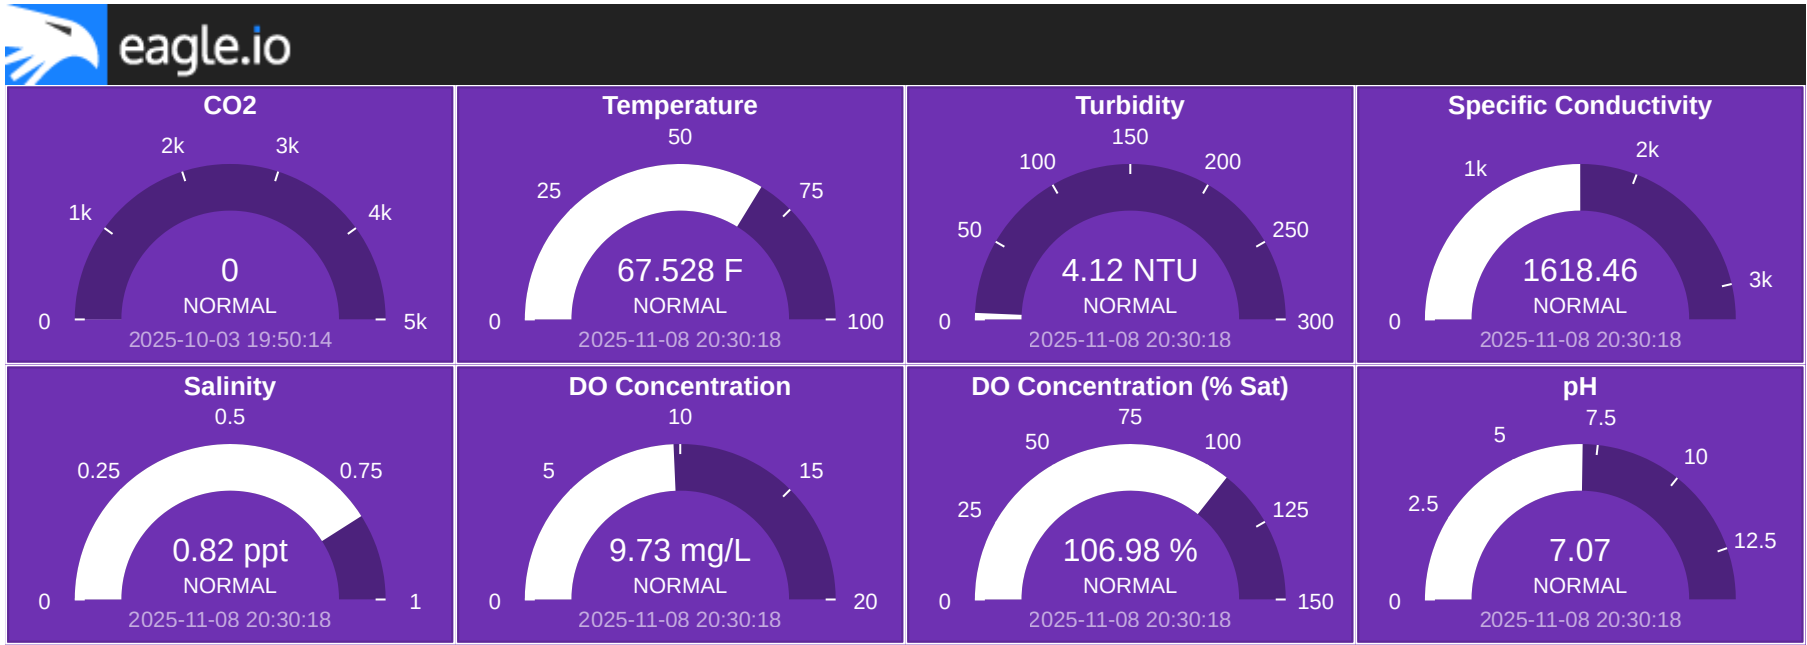 eagle.io
CO2
2k
3k
1k
4k
0
5k
0
NORMAL
2025-10-03 19:50:14
Temperature
50
25
75
0
100
67.528 F
NORMAL
2025-11-08 20:30:18
Turbidity
150
100
200
50
250
0
300
4.12 NTU
NORMAL
2025-11-08 20:30:18
Specific Conductivity
2k
1k
3k
0
1618.46
NORMAL
2025-11-08 20:30:18
Salinity
0.5
0.25
0.75
0
1
0.82 ppt
NORMAL
2025-11-08 20:30:18
DO Concentration
10
5
15
0
20
9.73 mg/L
NORMAL
2025-11-08 20:30:18
DO Concentration (% Sat)
75
50
100
25
125
0
150
106.98 %
NORMAL
2025-11-08 20:30:18
pH
7.5
5
10
2.5
12.5
0
7.07
NORMAL
2025-11-08 20:30:18